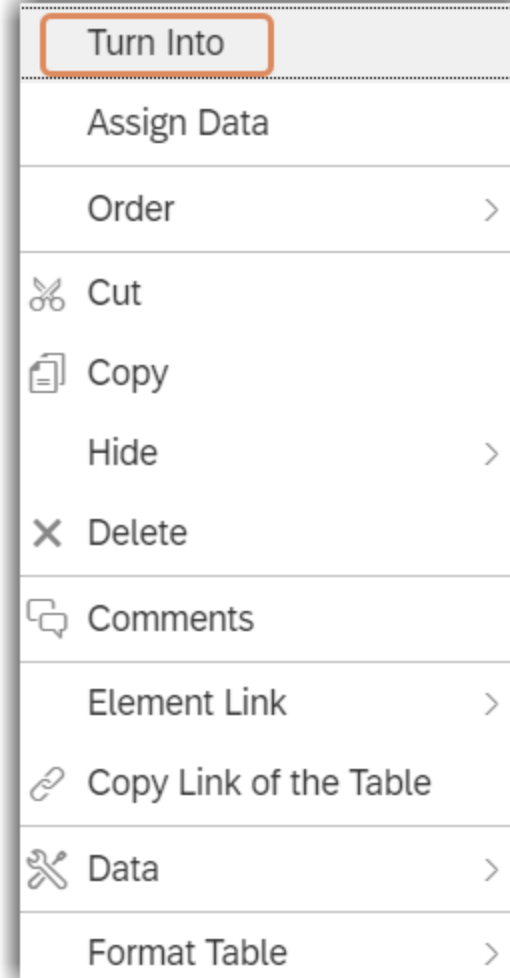 Turn Into
Assign Data
Order
Cut
Copy
Hide
Delete
Comments
Element Link
Copy Link of the Table
Data
Format Table